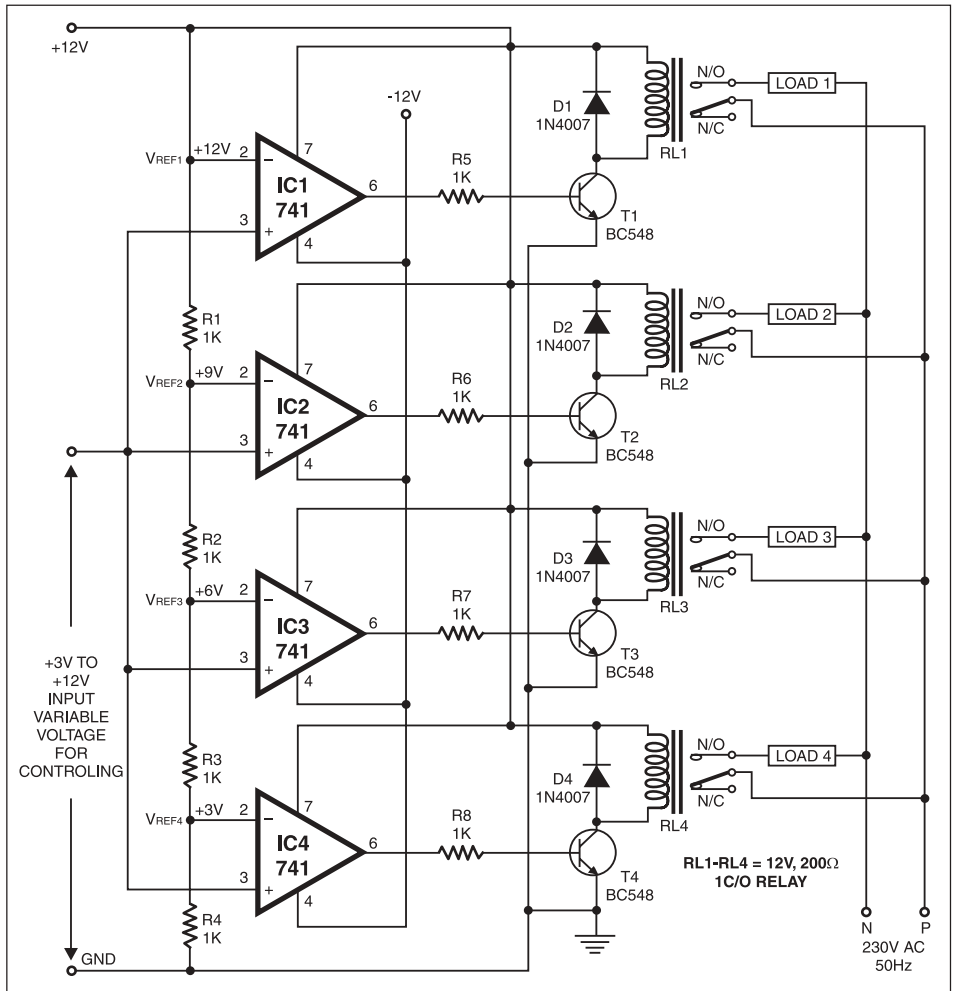 +12V
-12V
VREF1
+12V
2
−
7
IC1
741
6
3
+
4
R5
1K
D1
1N4007
T1
BC548
RL1
N/O
N/C
LOAD 1
R1
1K
VREF2
+9V
2
−
7
IC2
741
6
3
+
4
R6
1K
D2
1N4007
T2
BC548
RL2
N/O
N/C
LOAD 2
R2
1K
VREF3
+6V
2
−
7
IC3
741
6
3
+
4
R7
1K
D3
1N4007
T3
BC548
RL3
N/O
N/C
LOAD 3
+3V TO
+12V
INPUT
VARIABLE
VOLTAGE
FOR
CONTROLING
R3
1K
VREF4
+3V
2
−
7
IC4
741
6
3
+
4
R8
1K
D4
1N4007
T4
BC548
RL4
N/O
N/C
LOAD 4
R4
1K
GND
RL1-RL4 = 12V, 200Ω
1C/O RELAY
N
P
230V AC
50Hz